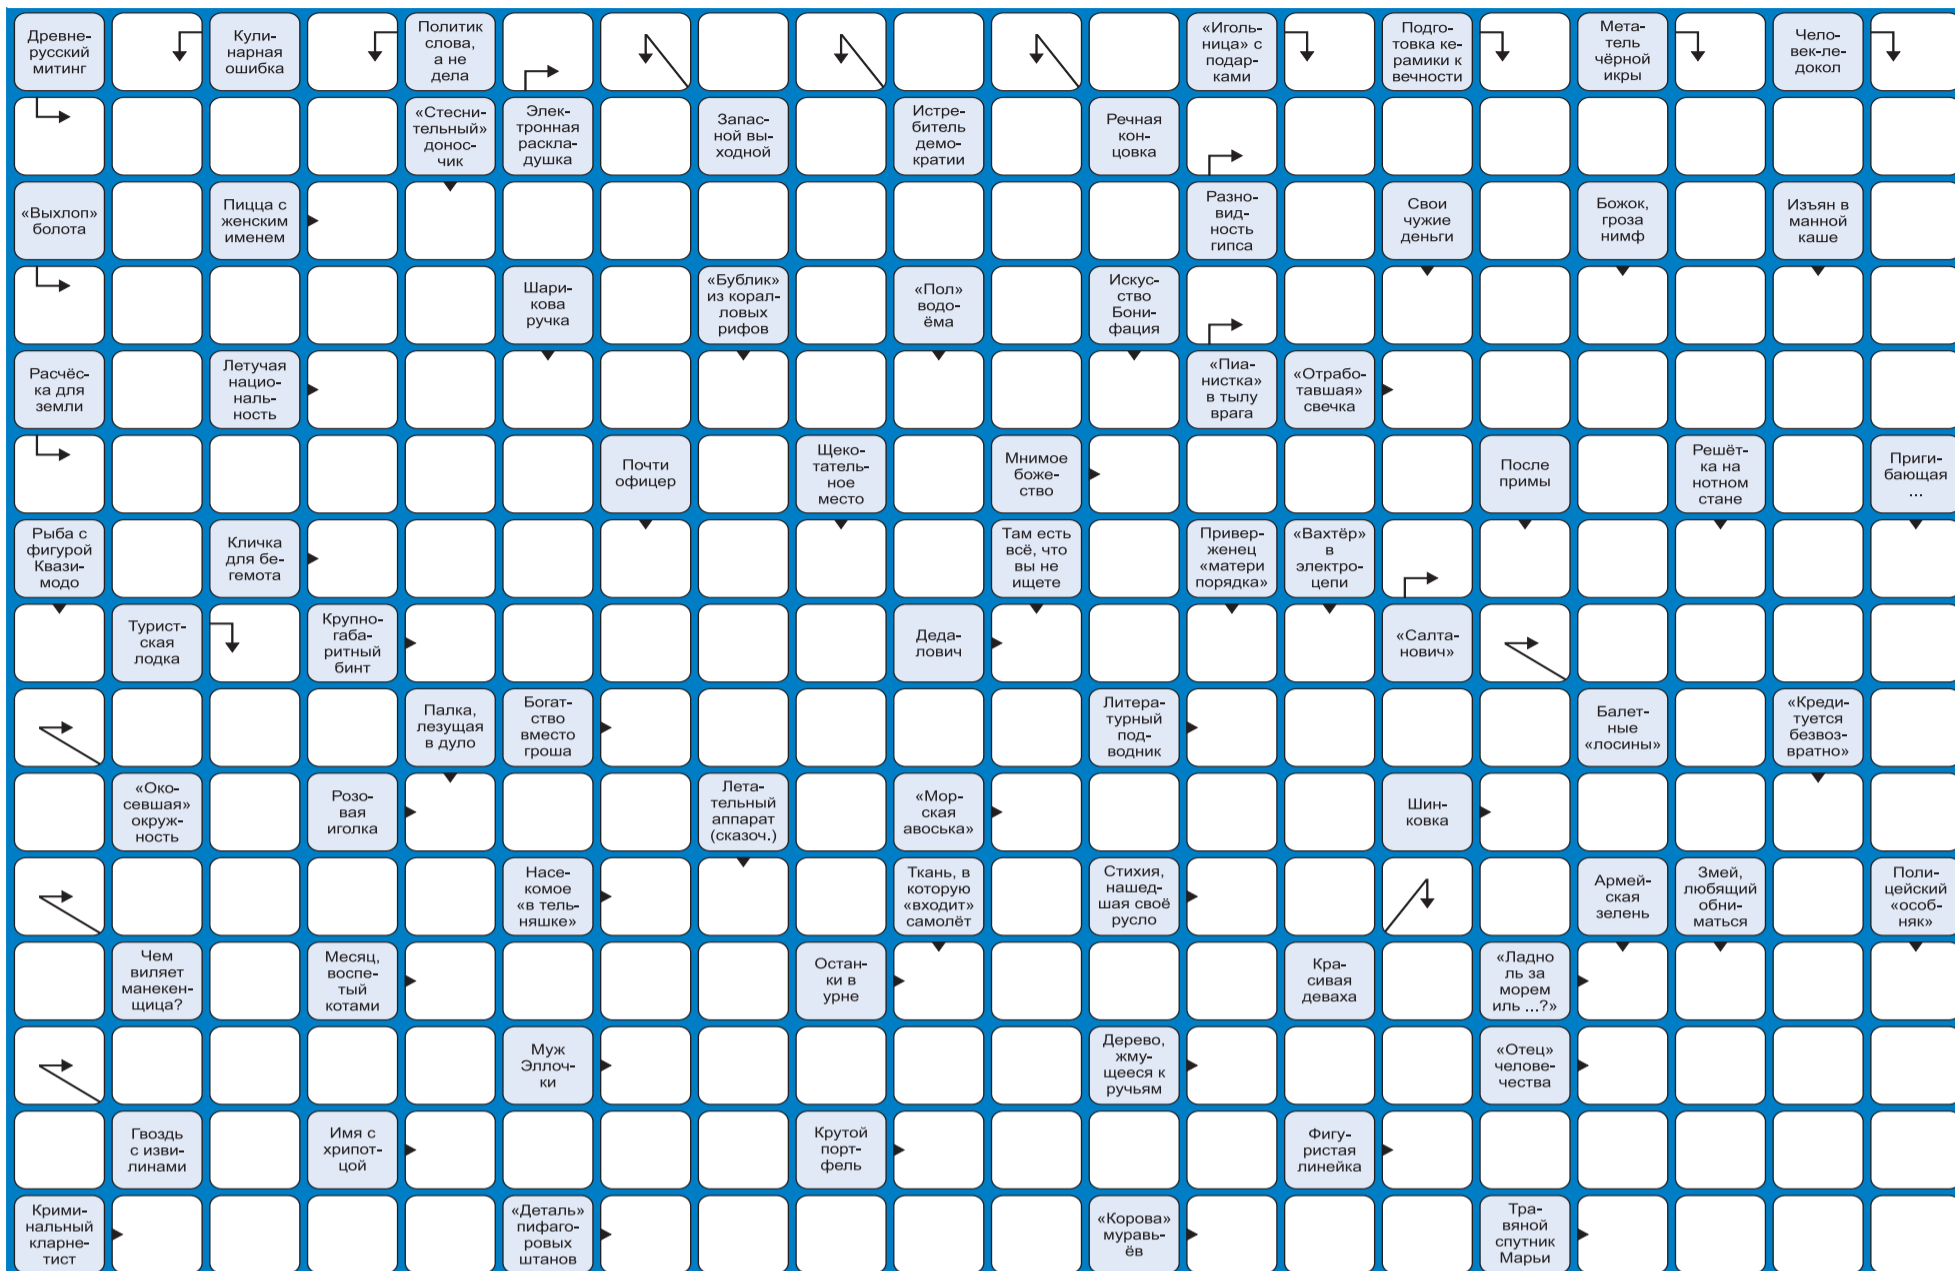 Древне-
русский
митинг
Кули-
нарная
ошибка
Политик
слова,
а не
дела
«Иголь-
ница» с
подар-
ками
Подго-
товка ке-
рамики к
вечности
Мета-
тель
чёрной
икры
Чело-
век-ле-
докол
«Стесни-
тельный»
донос-
чик
Элек-
тронная
раскла-
душка
Запас-
ной вы-
ходной
Истре-
битель
демо-
кратии
Речная
кон-
цовка
«Выхлоп»
болота
Пицца с
женским
именем
Разно-
вид-
ность
гипса
Свои
чужие
деньги
Божок,
гроза
нимф
Изъян в
манной
каше
Шари-
кова
ручка
«Бублик»
из корал-
ловых
рифов
«Пол»
водо-
ёма
Искус-
ство
Бони-
фация
Расчёс-
ка для
земли
Летучая
нацио-
наль-
ность
«Пиа-
нистка»
в тылу
врага
«Отрабо-
тавшая»
свечка
Почти
офицер
Щеко-
татель-
ное
место
Мнимое
боже-
ство
После
примы
Решёт-
ка на
нотном
стане
Приги-
бающая
...
Рыба с
фигурой
Квази-
модо
Кличка
для бе-
гемота
Там есть
всё, что
вы не
ищете
Привер-
женец
«матери
порядка»
«Вахтёр»
в
электро-
цепи
Турист-
ская
лодка
Крупно-
габа-
ритный
бинт
Деда-
лович
«Салта-
нович»
Палка,
лезущая
в дуло
Богат-
ство
вместо
гроша
Литера-
турный
под-
водник
Балет-
ные
«лосины»
«Креди-
туется
безвоз-
вратно»
«Око-
севшая»
окруж-
ность
Розо-
вая
иголка
Лета-
тельный
аппарат
(сказоч.)
«Мор-
ская
авоська»
Шин-
ковка
Насе-
комое
«в тель-
няшке»
Ткань, в
которую
«входит»
самолёт
Стихия,
нашед-
шая своё
русло
Армей-
ская
зелень
Змей,
любящий
обни-
маться
Поли-
цейский
«особ-
няк»
Чем
виляет
манекен-
щица?
Месяц,
воспе-
тый
котами
Остан-
ки в
урне
Кра-
сивая
деваха
«Ладно
ль за
морем
иль ...?»
Муж
Эллоч-
ки
Дерево,
жму-
щееся к
ручьям
«Отец»
челове-
чества
Гвоздь
с изви-
линами
Имя с
хрипот-
цой
Крутой
порт-
фель
Фигу-
ристая
линейка
Крими-
нальный
кларне-
тист
«Деталь»
пифаго-
ровых
штанов
«Корова»
муравь-
ёв
Тра-
вяной
спутник
Марьи